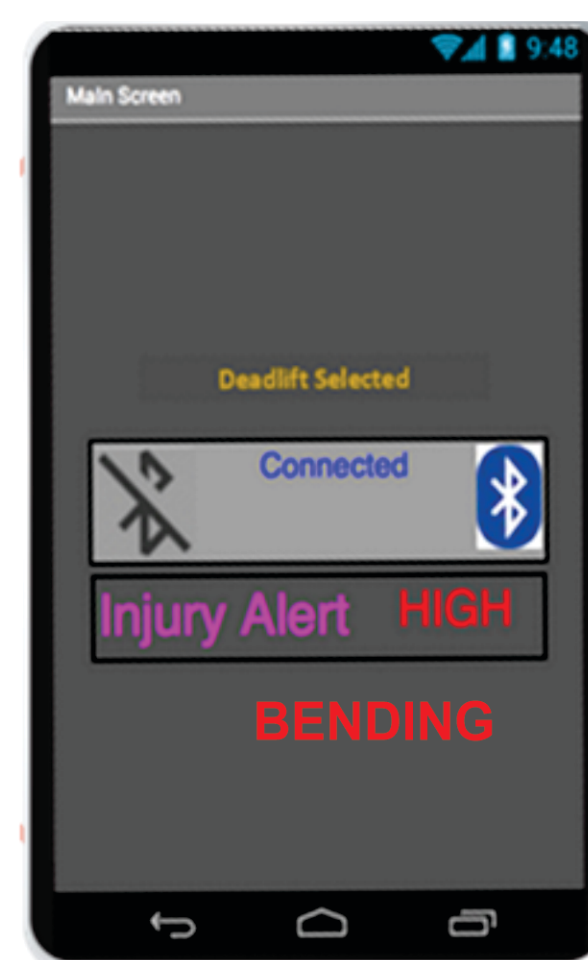 9:48
Main Screen
Deadlift Selected
Connected
Injury Alert HIGH
BENDING